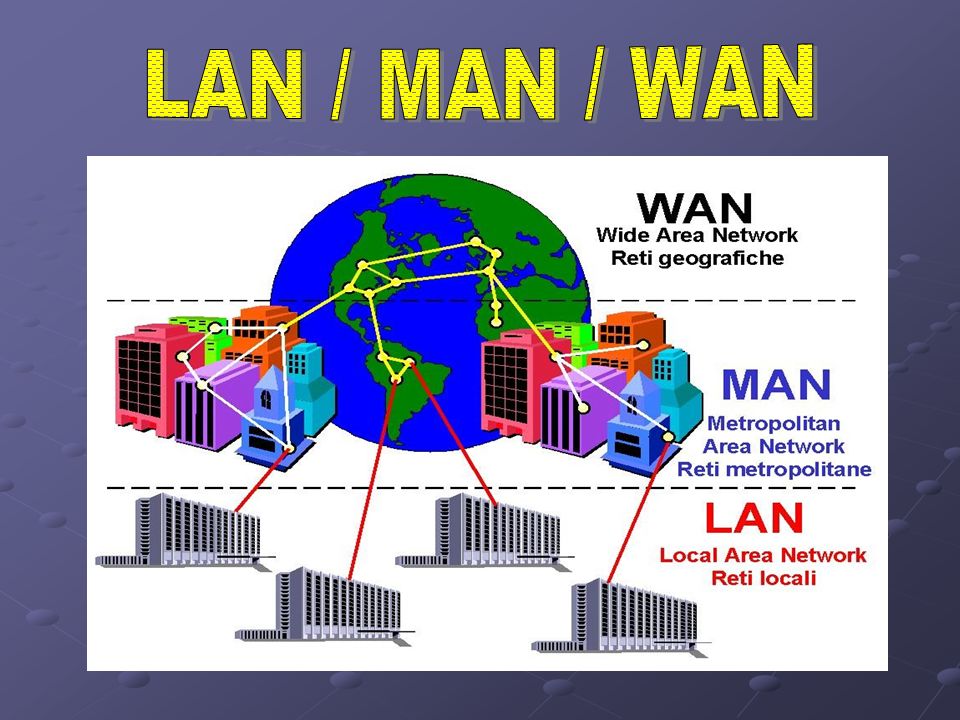 LAN / MAN / WAN
WAN
Wide Area Network
Reti geografiche
MAN
Metropolitan
Area Network
Reti metropolitane
LAN
Local Area Network
Reti locali